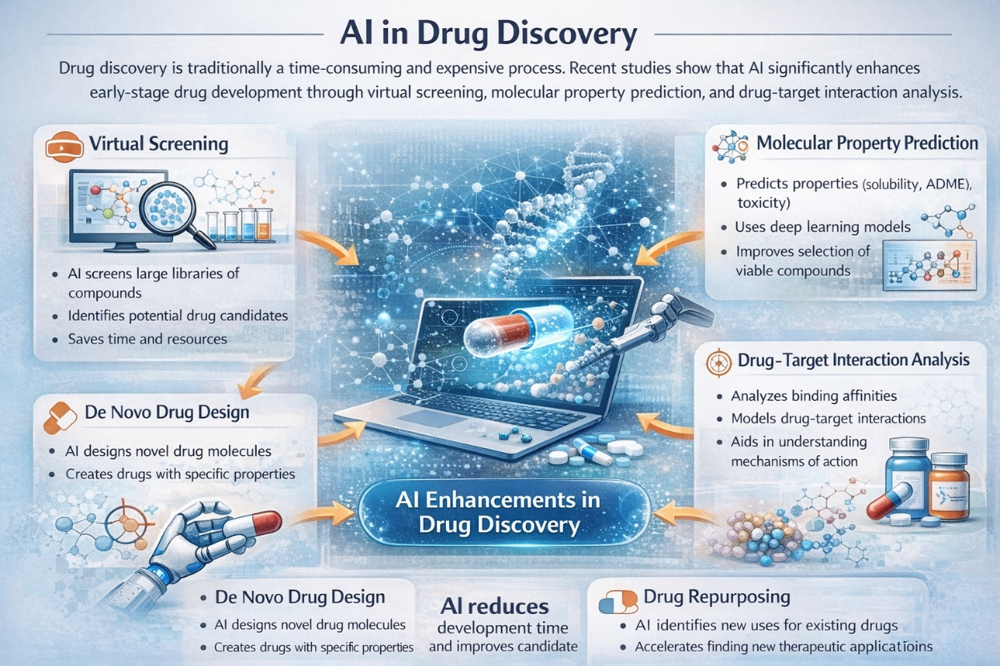 AI in Drug Discovery
Drug discovery is traditionally a time-consuming and expensive process. Recent studies show that AI significantly enhances
early-stage drug development through virtual screening, molecular property prediction, and drug-target interaction analysis.
Virtual Screening
• AI screens large libraries of
compounds
• Identifies potential drug candidates
• Saves time and resources
De Novo Drug Design
• AI designs novel drug molecules
• Creates drugs with specific properties
Molecular Property Prediction
• Predicts properties (solubility, ADME),
toxicity)
• Uses deep learning models
• Improves selection of
viable compounds
Drug-Target Interaction Analysis
• Analyzes binding affinities
• Models drug-target interactions
• Aids in understanding
mechanisms of action
AI Enhancements in
Drug Discovery
• De Novo Drug Design
• AI designs novel drug molecules
• Creates drugs with specific properties
AI reduces
development time
and improves candidate
Drug Repurposing
• AI identifies new uses for existing drugs
• Accelerates finding new therapeutic applications